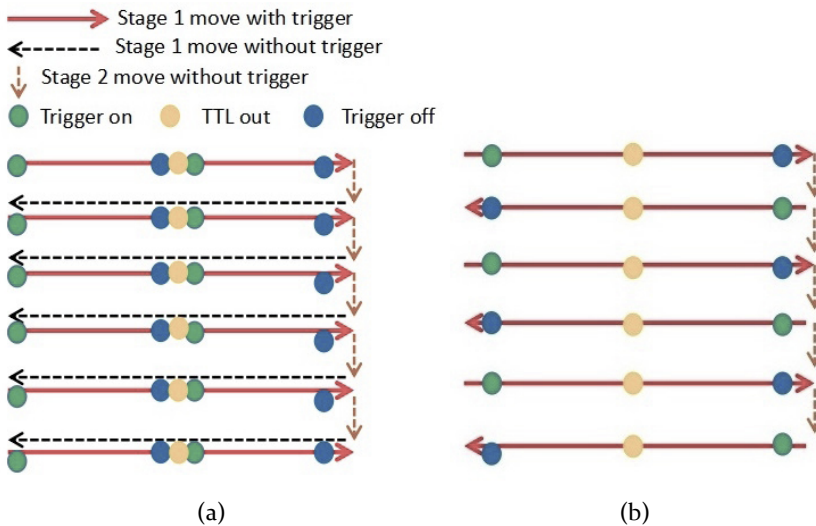 Stage 1 move with trigger
Stage 1 move without trigger
Stage 2 move without trigger
Trigger on TTL out Trigger off
(a) (b)